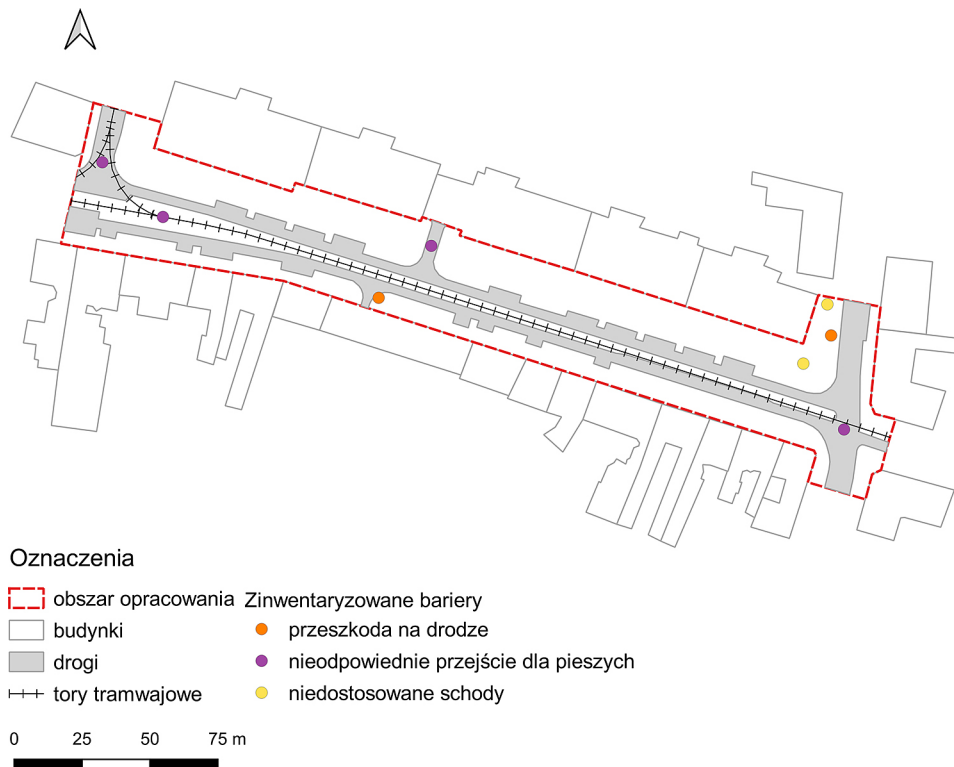 Oznaczenia
obszar opracowania
budynki
drogi
tory tramwajowe
Zinwentaryzowane bariery
przeszkoda na drodze
nieodpowiednie przejście dla pieszych
niedostosowane schody
0 25 50 75 m